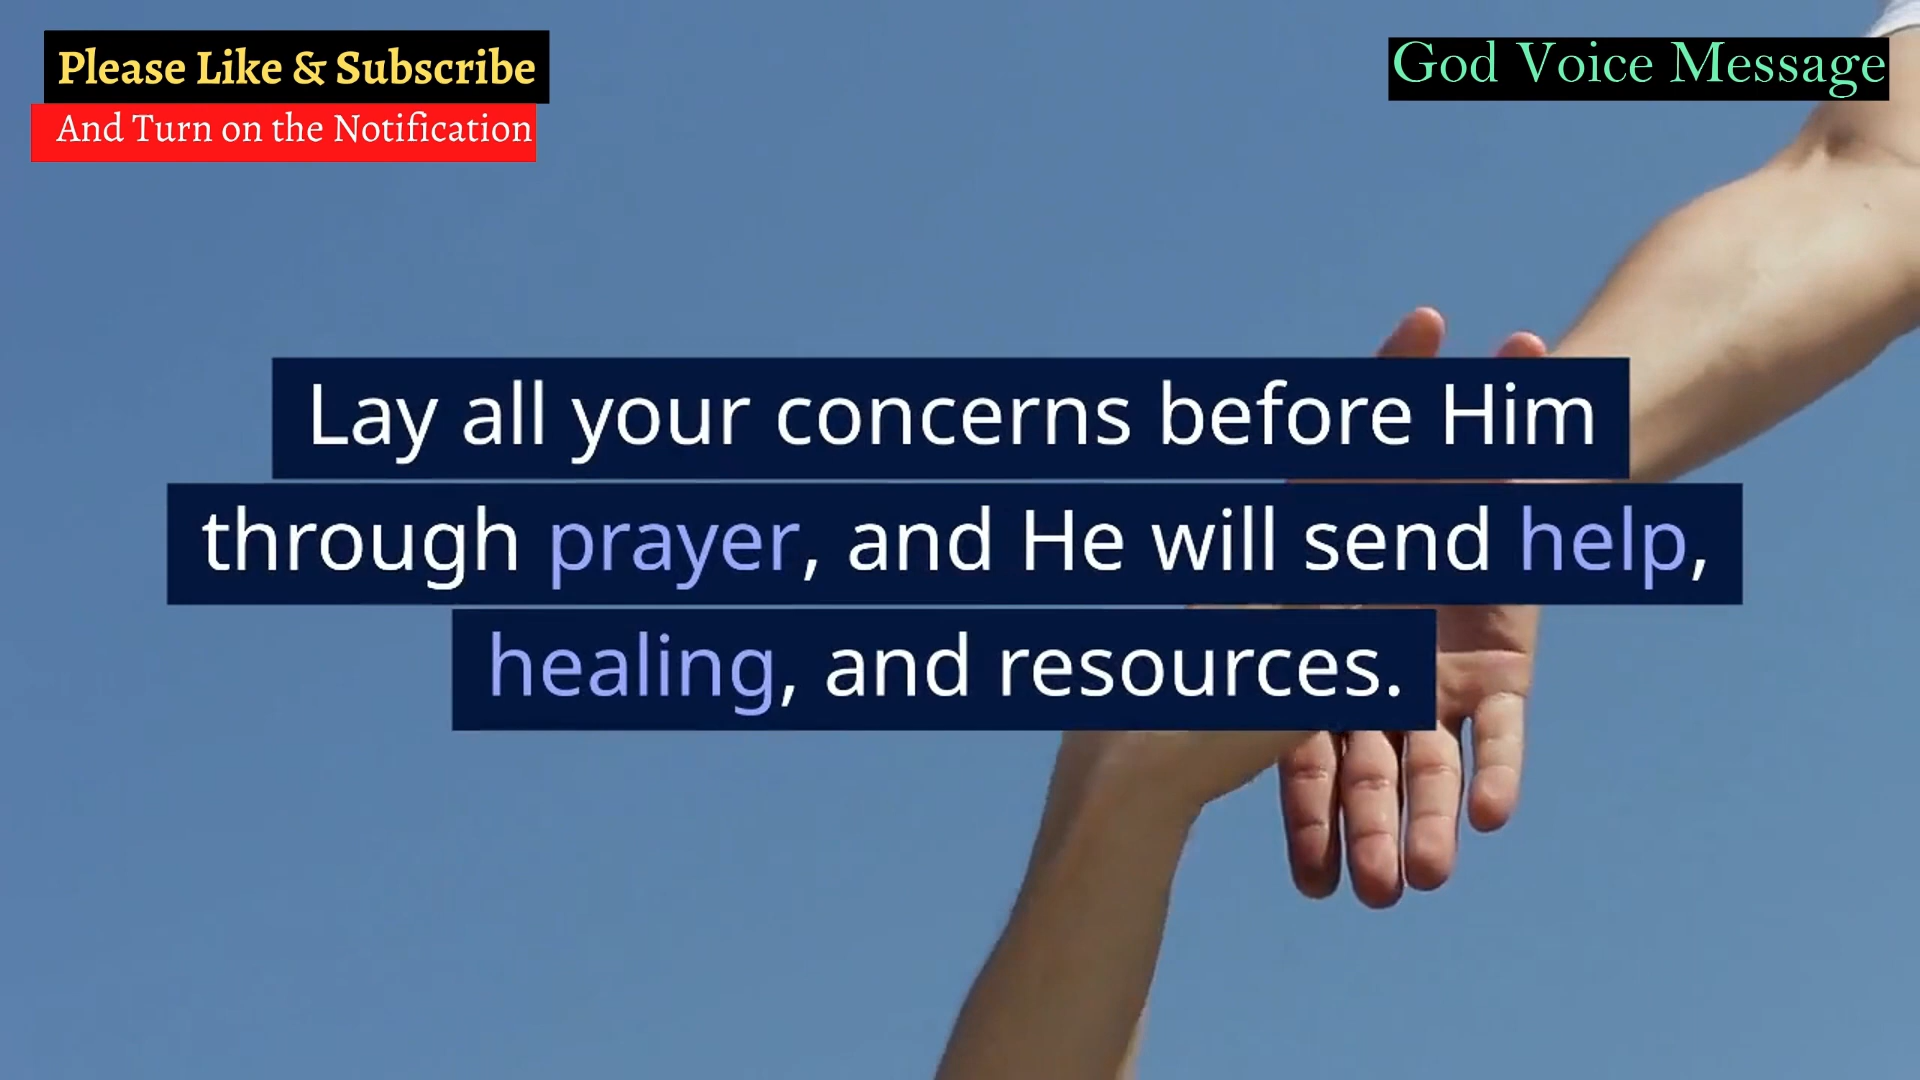 Please Like & Subscribe
And Turn on the Notification
God Voice Message
Lay all your concerns before Him
through prayer, and He will send help,
healing, and resources.